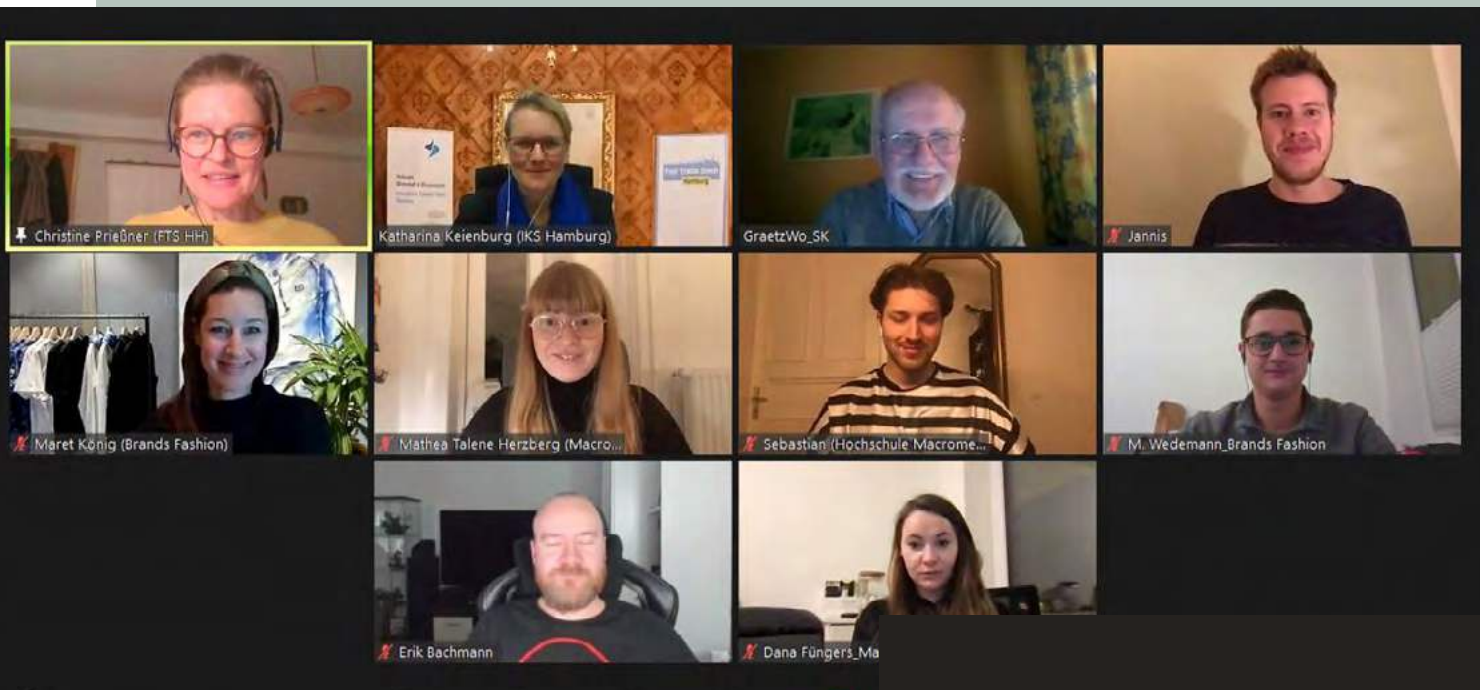 Christine Prießner (FTS HH)
Katharina Keienburg (IKS Hamburg)
GraetzWo_SK
Jannis
Fair Trade Town
Hamburg
Maret König (Brands Fashion)
Mathea Talene Herzberg (Macro...
Sebastian (Hochschule Macrome...
M. Wedemann_Brands Fashion
Erik Bachmann
Dana Füngers_Ma